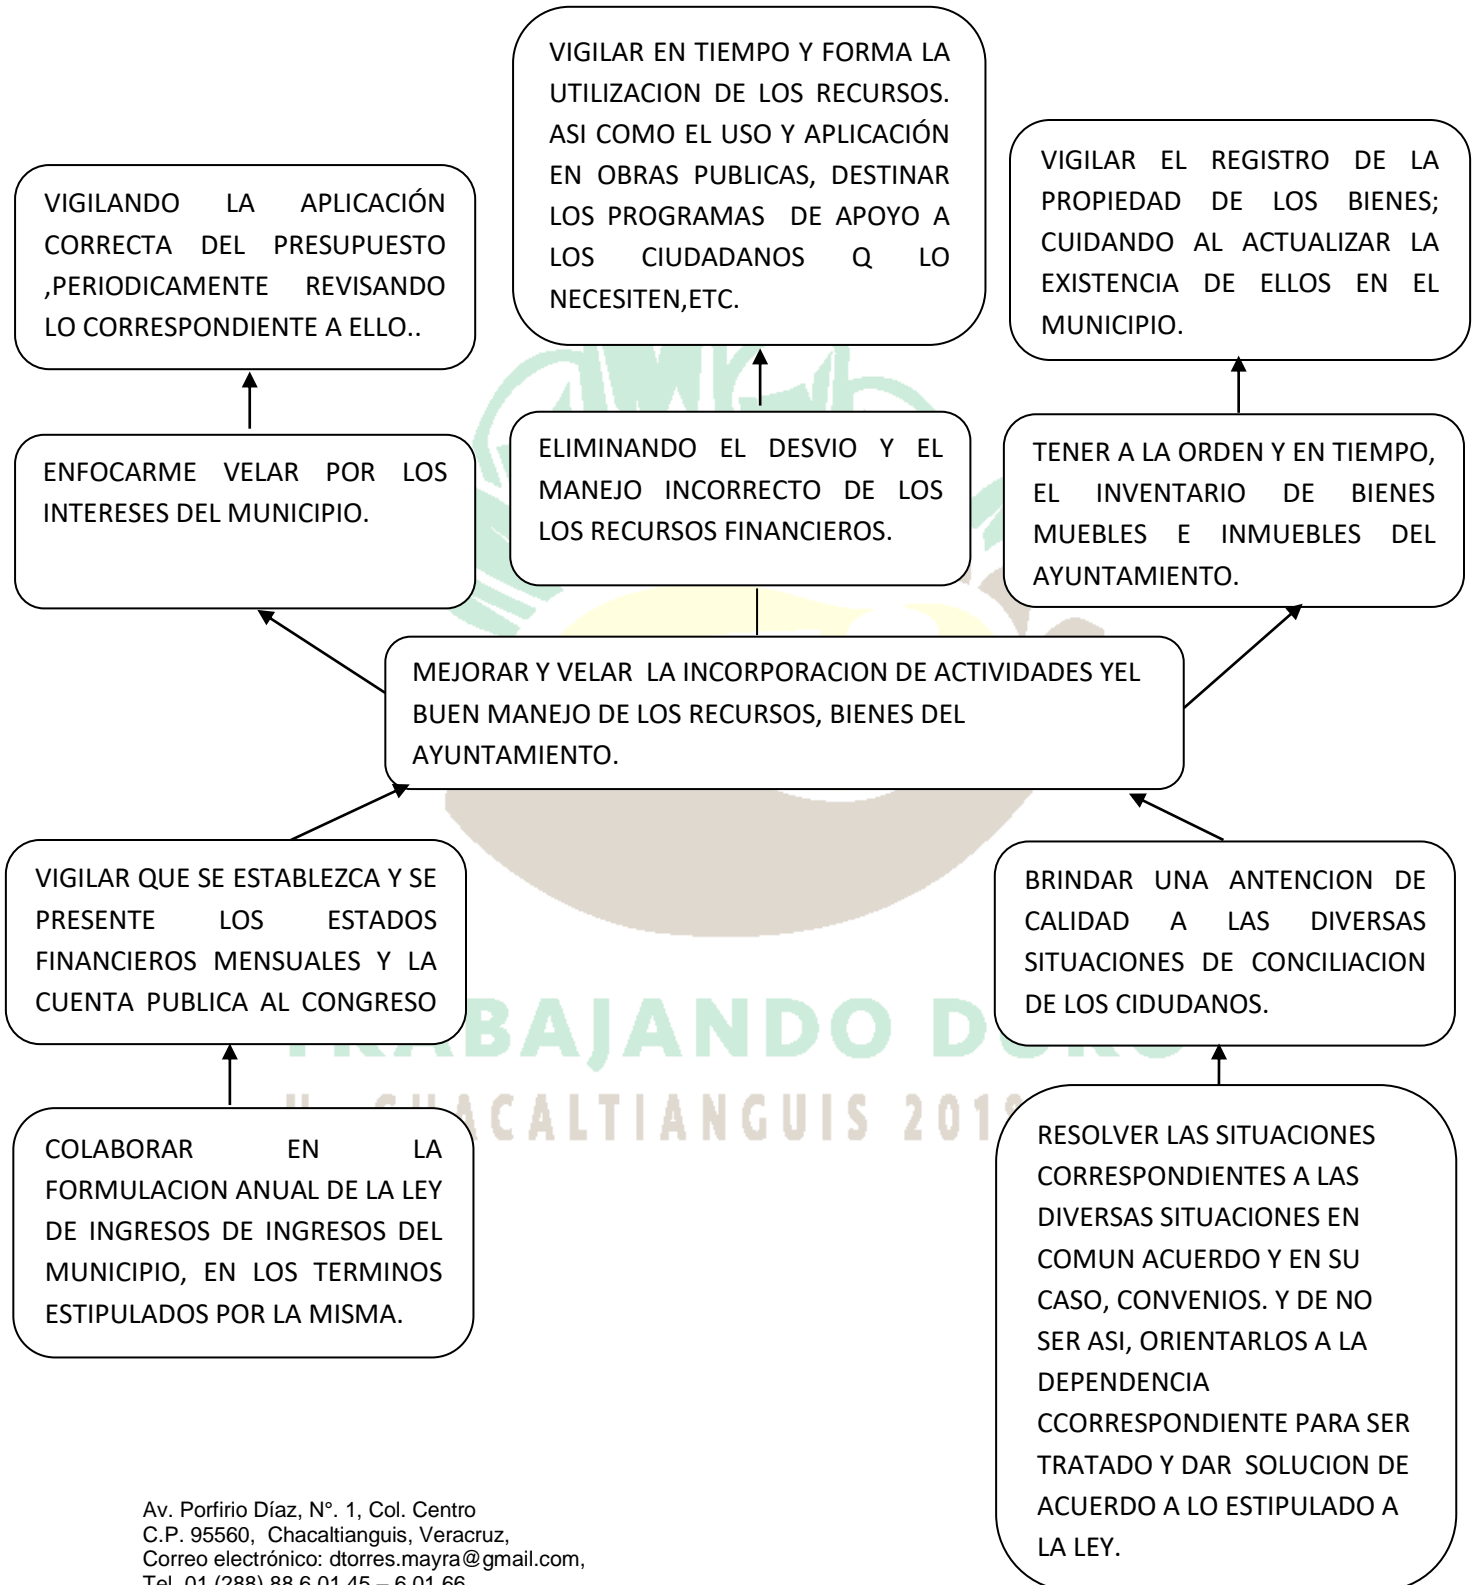 VIGILAR EN TIEMPO Y FORMA LA
UTILIZACION DE LOS RECURSOS.
ASI COMO EL USO Y APLICACIÓN
EN OBRAS PUBLICAS, DESTINAR
LOS PROGRAMAS DE APOYO A
LOS CIUDADANOS Q LO
NECESITEN,ETC.
VIGILANDO LA APLICACIÓN
CORRECTA DEL PRESUPUESTO
,PERIODICAMENTE REVISANDO
LO CORRESPONDIENTE A ELLO..
VIGILAR EL REGISTRO DE LA
PROPIEDAD DE LOS BIENES;
CUIDANDO AL ACTUALIZAR LA
EXISTENCIA DE ELLOS EN EL
MUNICIPIO.
ENFOCARME VELAR POR LOS
INTERESES DEL MUNICIPIO.
ELIMINANDO EL DESVIO Y EL
MANEJO INCORRECTO DE LOS
LOS RECURSOS FINANCIEROS.
TENER A LA ORDEN Y EN TIEMPO,
EL INVENTARIO DE BIENES
MUEBLES E INMUEBLES DEL
AYUNTAMIENTO.
MEJORAR Y VELAR LA INCORPORACION DE ACTIVIDADES YEL
BUEN MANEJO DE LOS RECURSOS, BIENES DEL
AYUNTAMIENTO.
VIGILAR QUE SE ESTABLEZCA Y SE
PRESENTE LOS ESTADOS
FINANCIEROS MENSUALES Y LA
CUENTA PUBLICA AL CONGRESO
BRINDAR UNA ANTENCION DE
CALIDAD A LAS DIVERSAS
SITUACIONES DE CONCILIACION
DE LOS CIDUDANOS.
COLABORAR EN LA
FORMULACION ANUAL DE LA LEY
DE INGRESOS DE INGRESOS DEL
MUNICIPIO, EN LOS TERMINOS
ESTIPULADOS POR LA MISMA.
RESOLVER LAS SITUACIONES
CORRESPONDIENTES A LAS
DIVERSAS SITUACIONES EN
COMUN ACUERDO Y EN SU
CASO, CONVENIOS. Y DE NO
SER ASI, ORIENTARLOS A LA
DEPENDENCIA
CCORRESPONDIENTE PARA SER
TRATADO Y DAR SOLUCION DE
ACUERDO A LO ESTIPULADO A
LA LEY.
Av. Porfirio Díaz, N°. 1, Col. Centro
C.P. 95560, Chacaltianguis, Veracruz,
Correo electrónico: dtorres.mayra@gmail.com,
Tel. 01 (288) 88 6 01 45 – 6 01 66